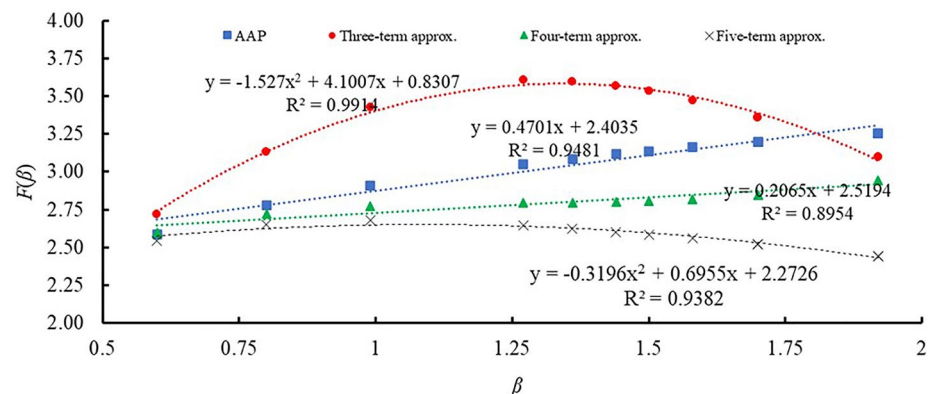 4.00
3.75
3.50
3.25
3.00
2.75
2.50
2.25
2.00
F(β)
AAP Three-term approx. Four-term approx. Five-term approx.
y = -1.527x² + 4.1007x + 0.8307
R² = 0.9914
y = 0.4701x + 2.4035
R² = 0.9481
y = 0.2065x + 2.5194
R² = 0.8954
y = -0.3196x² + 0.6955x + 2.2726
R² = 0.9382
0.5 0.75 1 1.25 1.5 1.75 2
β